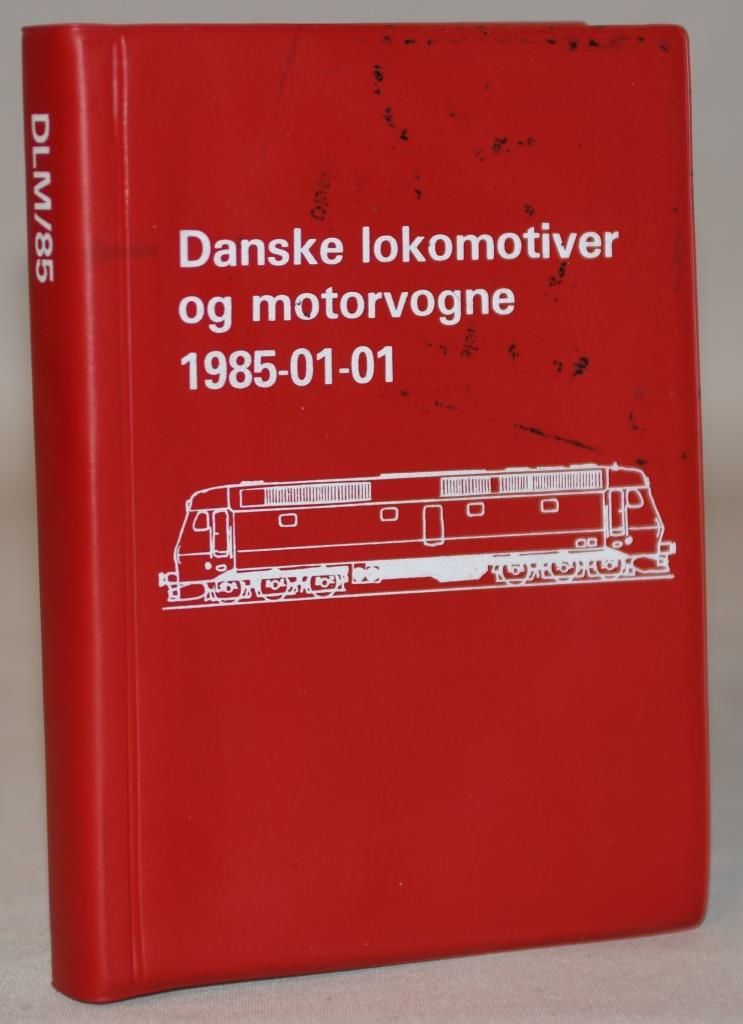 DLM/85
Danske lokomotiver
og motorvogne
1985-01-01